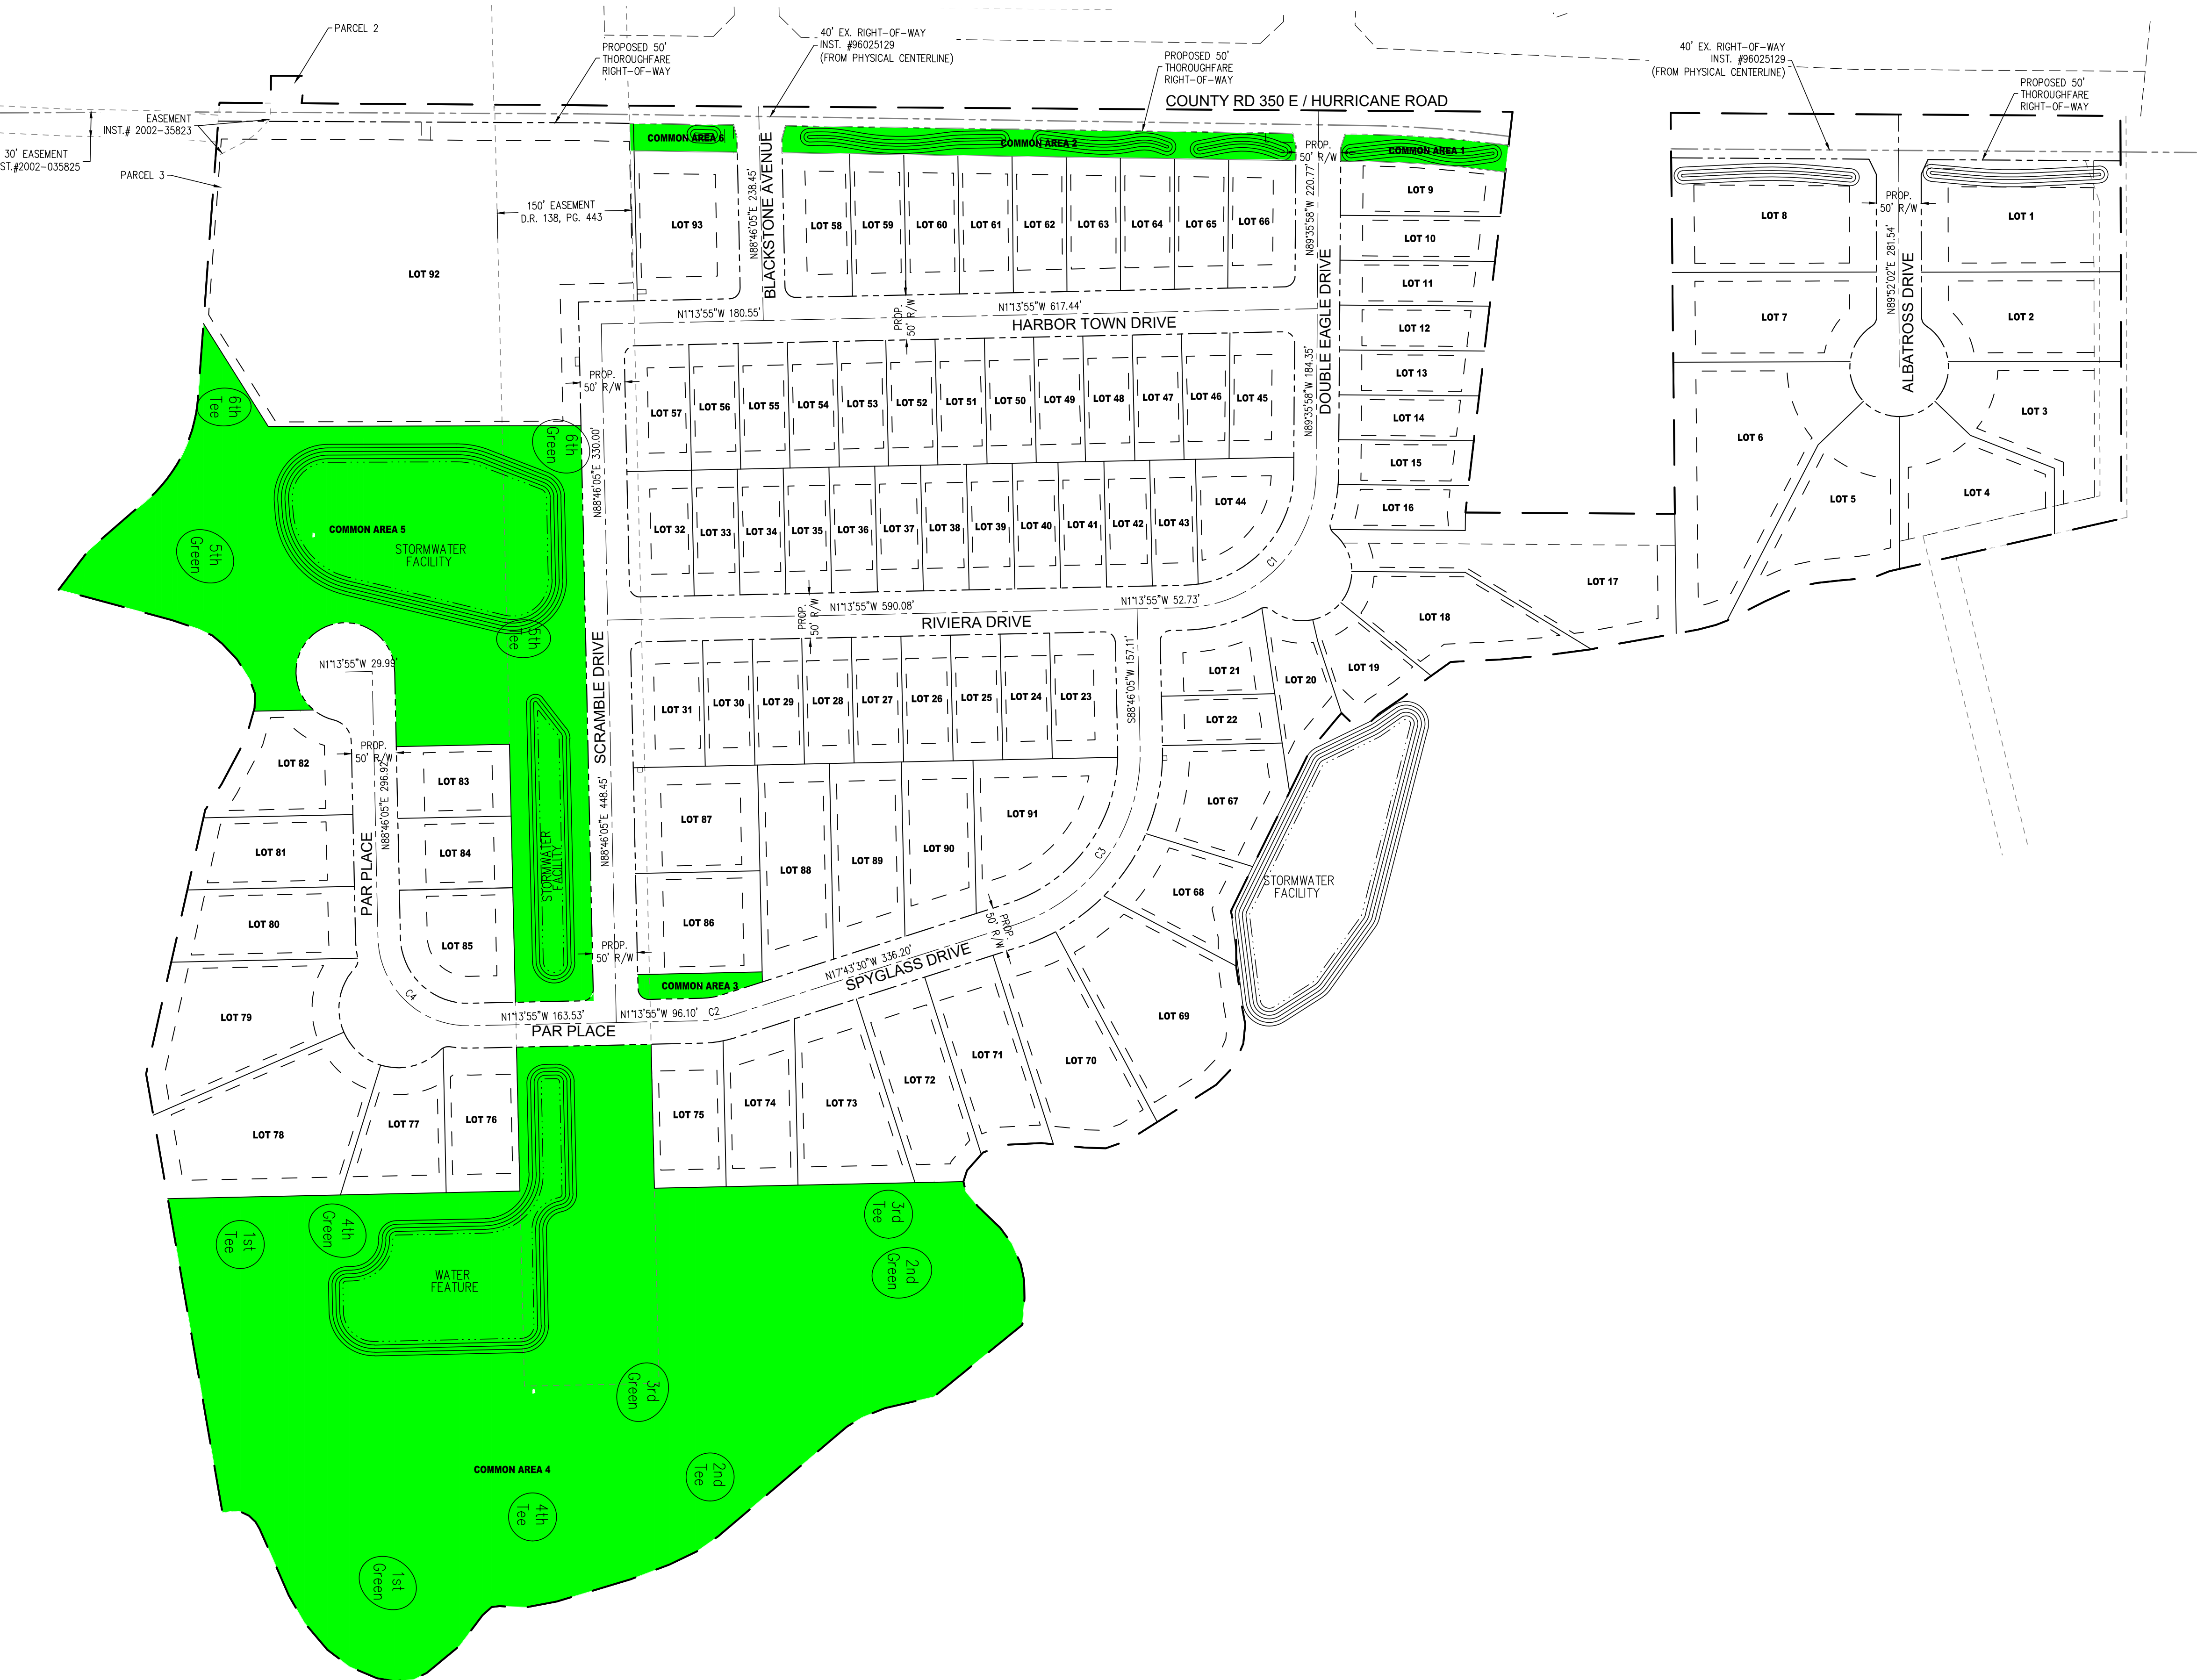 PARCEL 2
PROPOSED 50'
THOROUGHFARE
RIGHT-OF-WAY
40' EX. RIGHT-OF-WAY
INST. #96025129
(FROM PHYSICAL CENTERLINE)
PROPOSED 50'
THOROUGHFARE
RIGHT-OF-WAY
40' EX. RIGHT-OF-WAY
INST. #96025129
(FROM PHYSICAL CENTERLINE)
PROPOSED 50'
THOROUGHFARE
RIGHT-OF-WAY
COUNTY RD 350 E / HURRICANE ROAD
EASEMENT
INST.# 2002-35823
30' EASEMENT
ST.#2002-035825
PARCEL 3
150' EASEMENT
D.R. 138, PG. 443
COMMON AREA 6
COMMON AREA 2
COMMON AREA 1
PROP.
50' R/W
PROP.
50' R/W
LOT 92
LOT 93
N88°46'05"E 238.45'
BLACKSTONE AVENUE
LOT 58
LOT 59
LOT 60
LOT 61
LOT 62
LOT 63
LOT 64
LOT 65
LOT 66
N89°35'58"W 220.77'
DOUBLE EAGLE DRIVE
N89°35'58"W 184.35'
LOT 9
LOT 10
LOT 11
LOT 12
LOT 13
LOT 14
LOT 15
LOT 16
LOT 8
LOT 1
LOT 7
LOT 2
N89°52'02"E 281.54'
ALBATROSS DRIVE
LOT 6
LOT 3
LOT 5
LOT 4
N1°13'55"W 180.55'
N1°13'55"W 617.44'
PROP.
50' R/W
HARBOR TOWN DRIVE
PROP.
50' R/W
LOT 57
LOT 56
LOT 55
LOT 54
LOT 53
LOT 52
LOT 51
LOT 50
LOT 49
LOT 48
LOT 47
LOT 46
LOT 45
6th
Tee
6th
Green
N88°46'05"E 330.00'
LOT 32
LOT 33
LOT 34
LOT 35
LOT 36
LOT 37
LOT 38
LOT 39
LOT 40
LOT 41
LOT 42
LOT 43
LOT 44
C1
COMMON AREA 5
STORMWATER
FACILITY
5th
Green
5th
Tee
LOT 17
LOT 18
LOT 19
LOT 20
LOT 21
LOT 22
N1°13'55"W 590.08'
PROP.
50' R/W
N1°13'55"W 52.73'
RIVIERA DRIVE
SCRAMBLE DRIVE
S88°46'05"W 157.11'
LOT 31
LOT 30
LOT 29
LOT 28
LOT 27
LOT 26
LOT 25
LOT 24
LOT 23
N1°13'55"W 29.99'
PROP.
50' R/W
N88°46'05"E 296.92'
PAR PLACE
LOT 82
LOT 83
LOT 81
LOT 84
LOT 80
LOT 85
LOT 79
C4
STORMWATER
FACILITY
N88°46'05"E 448.45'
PROP.
50' R/W
LOT 87
LOT 86
LOT 88
LOT 89
LOT 90
LOT 91
C3
LOT 67
LOT 68
STORMWATER
FACILITY
COMMON AREA 3
N17°43'30"W 336.20'
SPYGLASS DRIVE
PROP.
50' R/W
N1°13'55"W 163.53'
N1°13'55"W 96.10'
C2
PAR PLACE
LOT 69
LOT 70
LOT 71
LOT 72
LOT 73
LOT 74
LOT 75
LOT 76
LOT 77
LOT 78
1st
Tee
4th
Green
3rd
Tee
2nd
Green
WATER
FEATURE
3rd
Green
COMMON AREA 4
2nd
Tee
4th
Tee
1st
Green